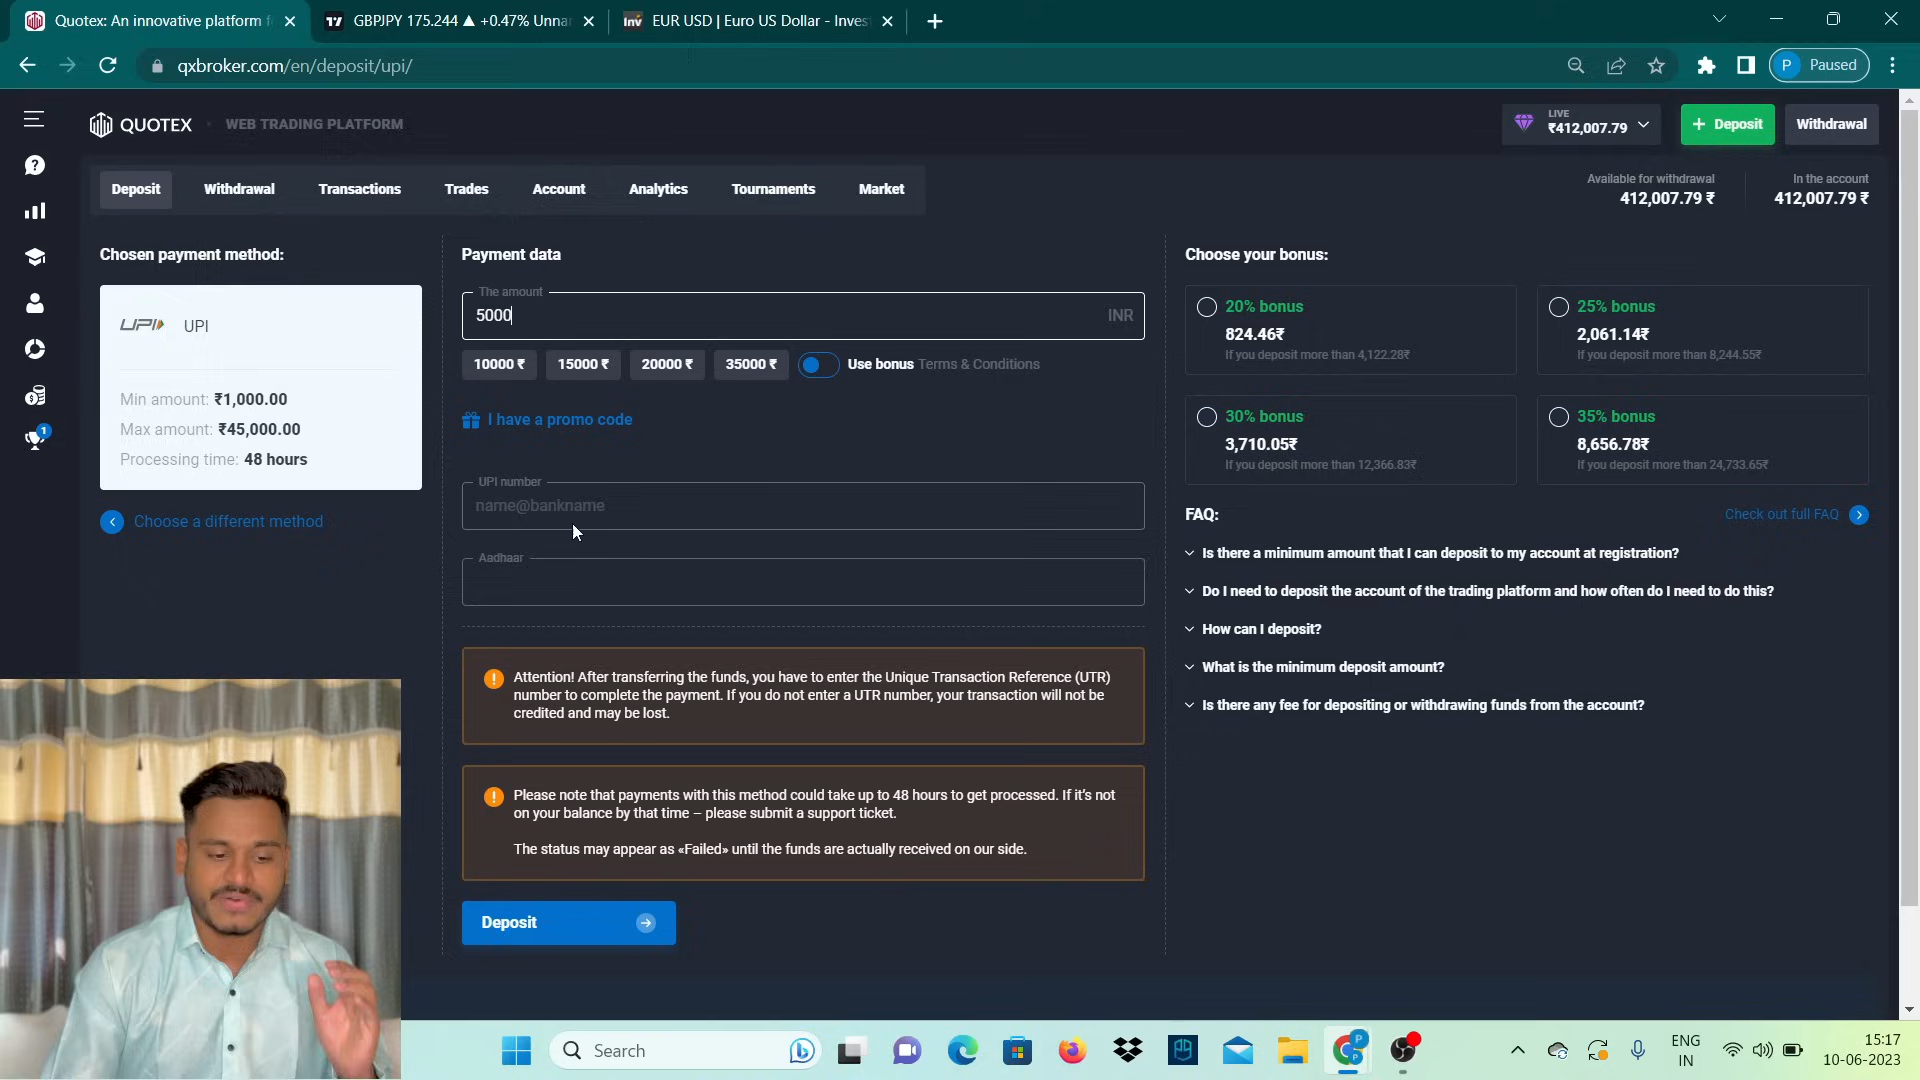 Quotex: An innovative platform f
GBPJPY 175.244 ▲ +0.47% Unna
EUR USD | Euro US Dollar - Inves
qxbroker.com/en/deposit/upi/
P Paused
QUOTEX
WEB TRADING PLATFORM
LIVE
₹412,007.79
+ Deposit
Withdrawal
Deposit
Withdrawal
Transactions
Trades
Account
Analytics
Tournaments
Market
Available for withdrawal
412,007.79 ₹
In the account
412,007.79 ₹
Chosen payment method:
UPI UPI
Min amount: ₹1,000.00
Max amount: ₹45,000.00
Processing time: 48 hours
Choose a different method
1
Payment data
The amount
5000 INR
10000 ₹
15000 ₹
20000 ₹
35000 ₹
Use bonus Terms & Conditions
I have a promo code
UPI number
name@bankname
Aadhaar
Attention! After transferring the funds, you have to enter the Unique Transaction Reference (UTR)
number to complete the payment. If you do not enter a UTR number, your transaction will not be
credited and may be lost.
Please note that payments with this method could take up to 48 hours to get processed. If it's not
on your balance by that time – please submit a support ticket.
The status may appear as «Failed» until the funds are actually received on our side.
Deposit
Choose your bonus:
20% bonus
824.46₹
If you deposit more than 4,122.28₹
25% bonus
2,061.14₹
If you deposit more than 8,244.55₹
30% bonus
3,710.05₹
If you deposit more than 12,366.83₹
35% bonus
8,656.78₹
If you deposit more than 24,733.65₹
FAQ:
Check out full FAQ
Is there a minimum amount that I can deposit to my account at registration?
Do I need to deposit the account of the trading platform and how often do I need to do this?
How can I deposit?
What is the minimum deposit amount?
Is there any fee for depositing or withdrawing funds from the account?
Search
ENG
IN
15:17
10-06-2023